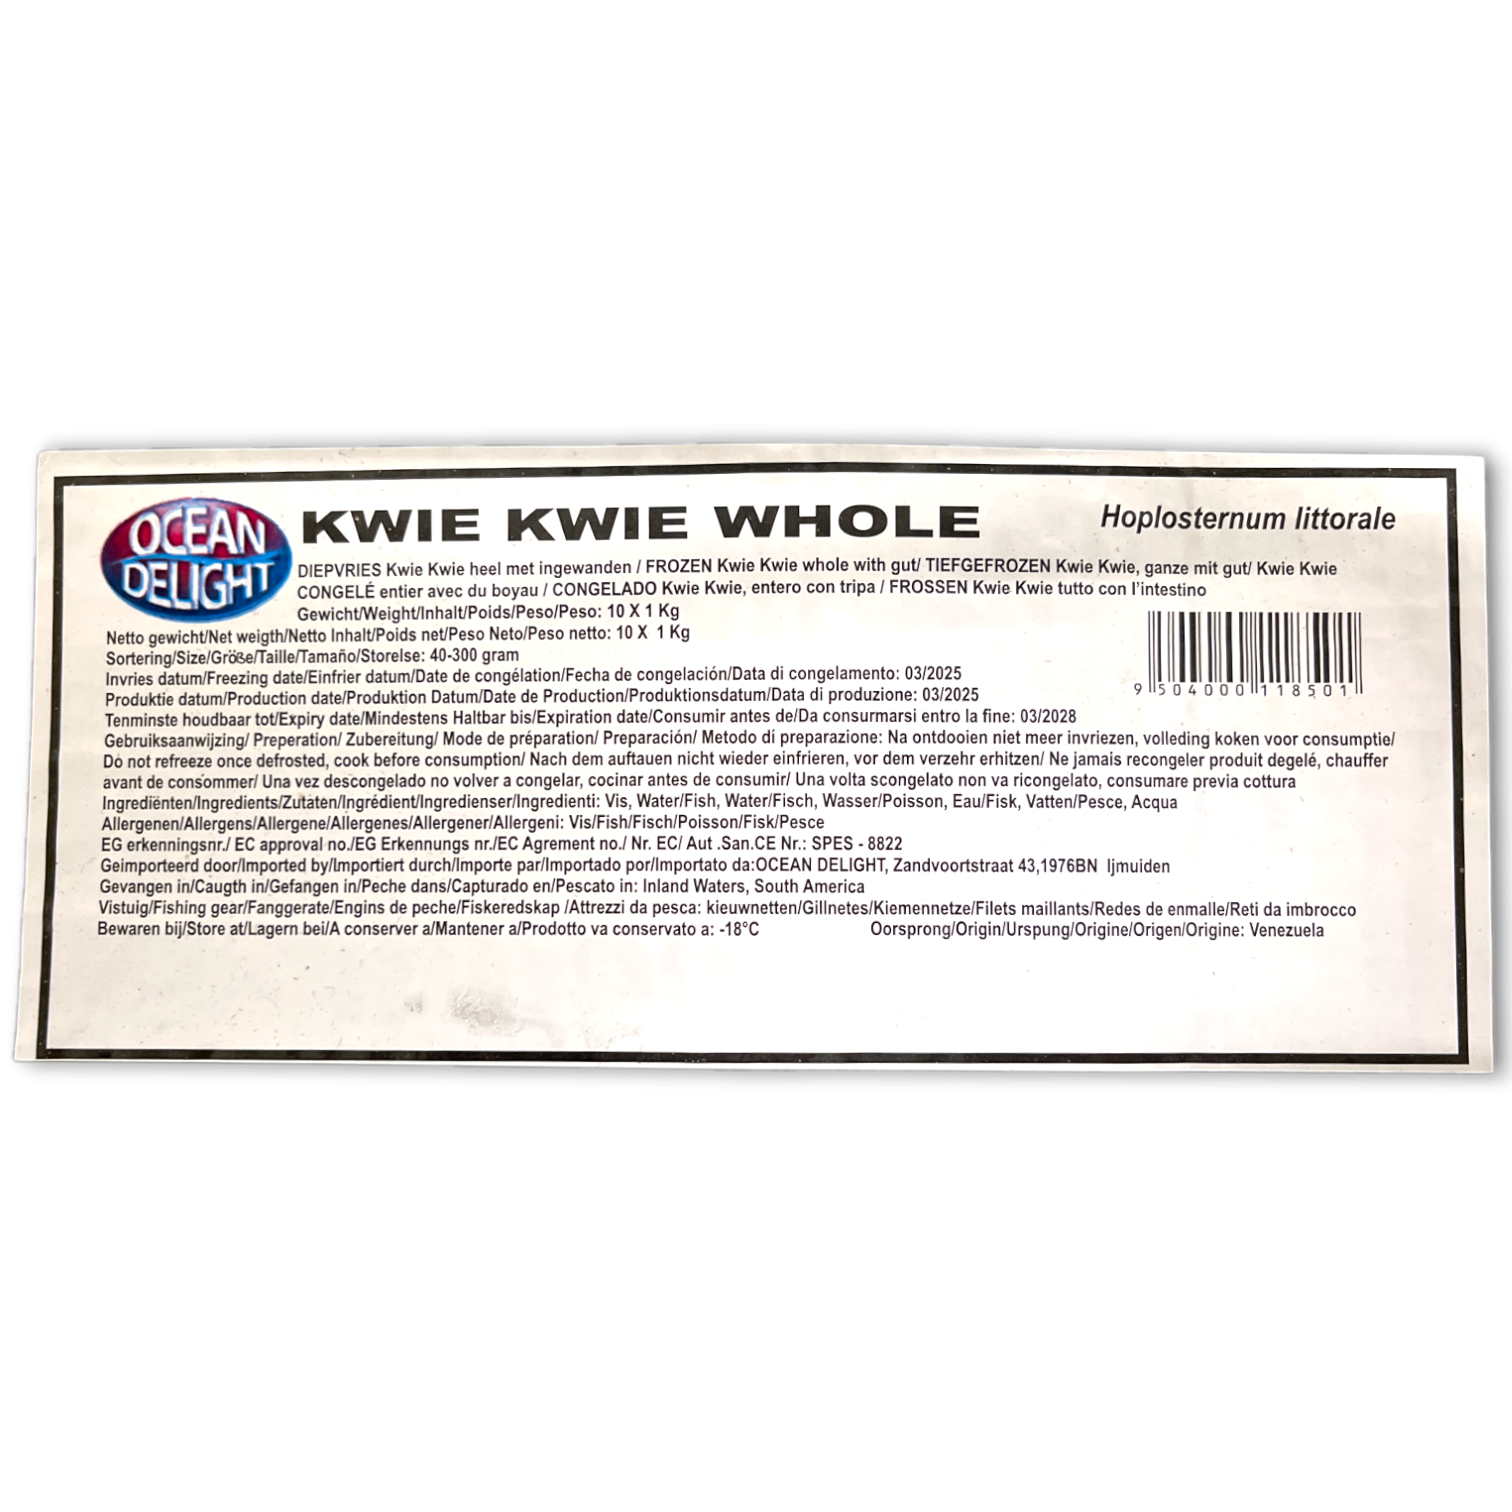 OCEAN
DELIGHT
KWIE KWIE WHOLE
Hoplosternum littorale
DIEPVRIES Kwie Kwie heel met ingewanden / FROZEN Kwie Kwie whole with gut/ TIEFGEFROZEN Kwie Kwie, ganze mit gut/ Kwie Kwie
CONGELÉ entier avec du boyau / CONGELADO Kwie Kwie, entero con tripa / FROSSEN Kwie Kwie tutto con l'intestino
Gewicht/Weight/Inhalt/Poids/Peso/Peso: 10 X 1 Kg
Netto gewicht/Net weigth/Netto Inhalt/Poids net/Peso Neto/Peso netto: 10 X 1 Kg
Sortering/Size/Größe/Taille/Tamaño/Storelse: 40-300 gram
Invries datum/Freezing date/Einfrier datum/Date de congélation/Fecha de congelación/Data di congelamento: 03/2025
Produktie datum/Production date/Produktion Datum/Date de Production/Produktionsdatum/Data di produzione: 03/2025
Tenminste houdbaar tot/Expiry date/Mindestens Haltbar bis/Expiration date/Consumir antes de/Da consurmarsi entro la fine: 03/2028
Gebruiksaanwijzing/ Preperation/ Zubereitung/ Mode de préparation/ Preparación/ Metodo di preparazione: Na ontdooien niet meer invriezen, volleding koken voor consumptie/
Do not refreeze once defrosted, cook before consumption/ Nach dem auftauen nicht wieder einfrieren, vor dem verzehr erhitzen/ Ne jamais recongeler produit degelé, chauffer
avant de consommer/ Una vez descongelado no volver a congelar, cocinar antes de consumir/ Una volta scongelato non va ricongelato, consumare previa cottura
Ingrediënten/Ingredients/Zutaten/Ingrédient/Ingredienser/Ingredienti: Vis, Water/Fish, Water/Fisch, Wasser/Poisson, Eau/Fisk, Vatten/Pesce, Acqua
Allergenen/Allergens/Allergene/Allergenes/Allergener/Allergeni: Vis/Fish/Fisch/Poisson/Fisk/Pesce
EG erkenningsnr./ EC approval no./EG Erkennungs nr./EC Agrement no./ Nr. EC/ Aut .San.CE Nr.: SPES - 8822
Geimporteerd door/Imported by/Importiert durch/Importe par/Importado por/Importato da:OCEAN DELIGHT, Zandvoortstraat 43,1976BN Ijmuiden
Gevangen in/Caugth in/Gefangen in/Peche dans/Capturado en/Pescato in: Inland Waters, South America
Vistuig/Fishing gear/Fanggerate/Engins de peche/Fiskeredskap /Attrezzi da pesca: kieuwnetten/Gillnetes/Kiemennetze/Filets maillants/Redes de enmalle/Reti da imbrocco
Bewaren bij/Store at/Lagern bei/A conserver a/Mantener a/Prodotto va conservato a: -18°C
Oorsprong/Origin/Urspung/Origine/Origen/Origine: Venezuela
9 504000 118501